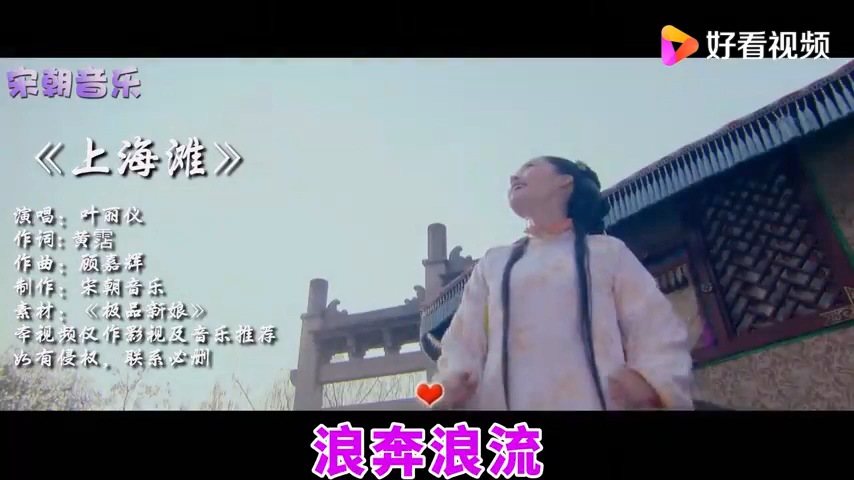 好看视频
宋朝音乐
《上海滩》
演唱：叶丽仪
作词：黄霑
作曲：顾嘉辉
制作：宋朝音乐
素材：《极品新娘》
本视频仅作影视及音乐推荐
如有侵权，联系必删
浪奔浪流